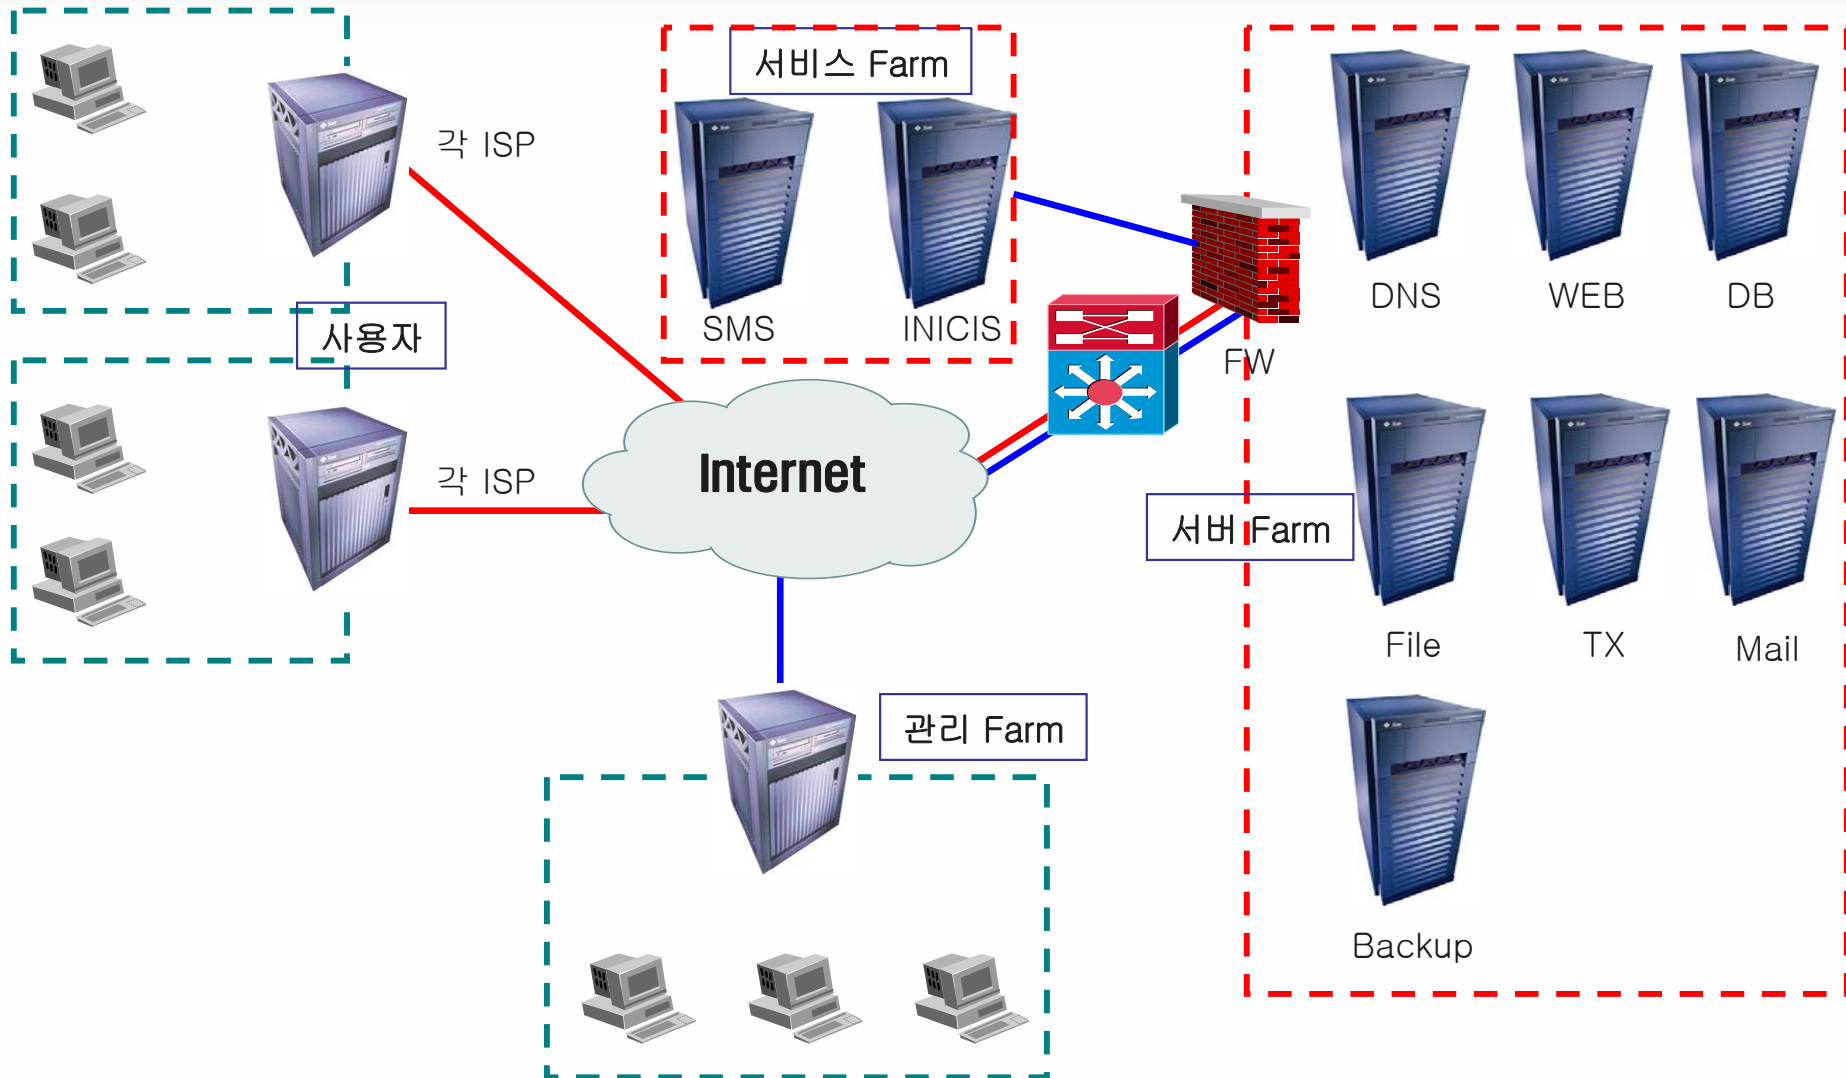 서비스 Farm
각 ISP
SMS
INICIS
DNS
WEB
DB
사용자
FW
각 ISP
Internet
서버 Farm
File
TX
Mail
관리 Farm
Backup